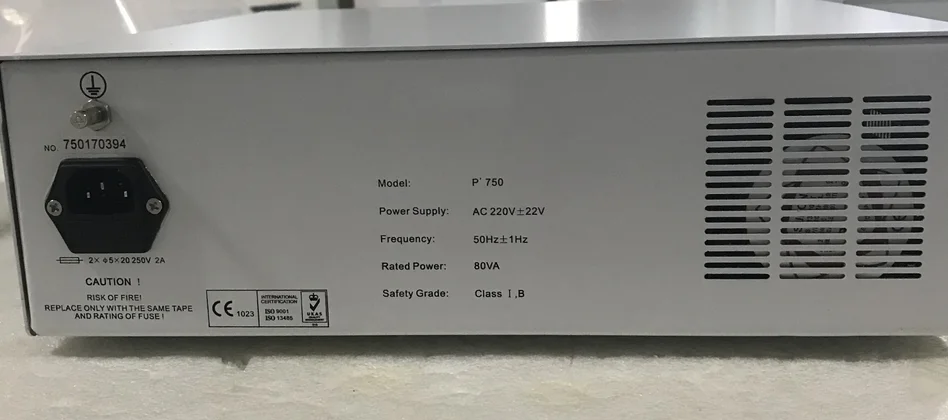 NO. 750170394
2× Φ5×20 250V 2A
CAUTION !
RISK OF FIRE!
REPLACE ONLY WITH THE SAME TAPE
AND RATING OF FUSE !
CE 1023
INTERNATIONAL
CERTIFICATION
ISO 9001
ISO 13485
UKAS
QUALITY
MANAGEMENT
Model: P' 750
Power Supply: AC 220V±22V
Frequency: 50Hz±1Hz
Rated Power: 80VA
Safety Grade: Class Ⅰ,B